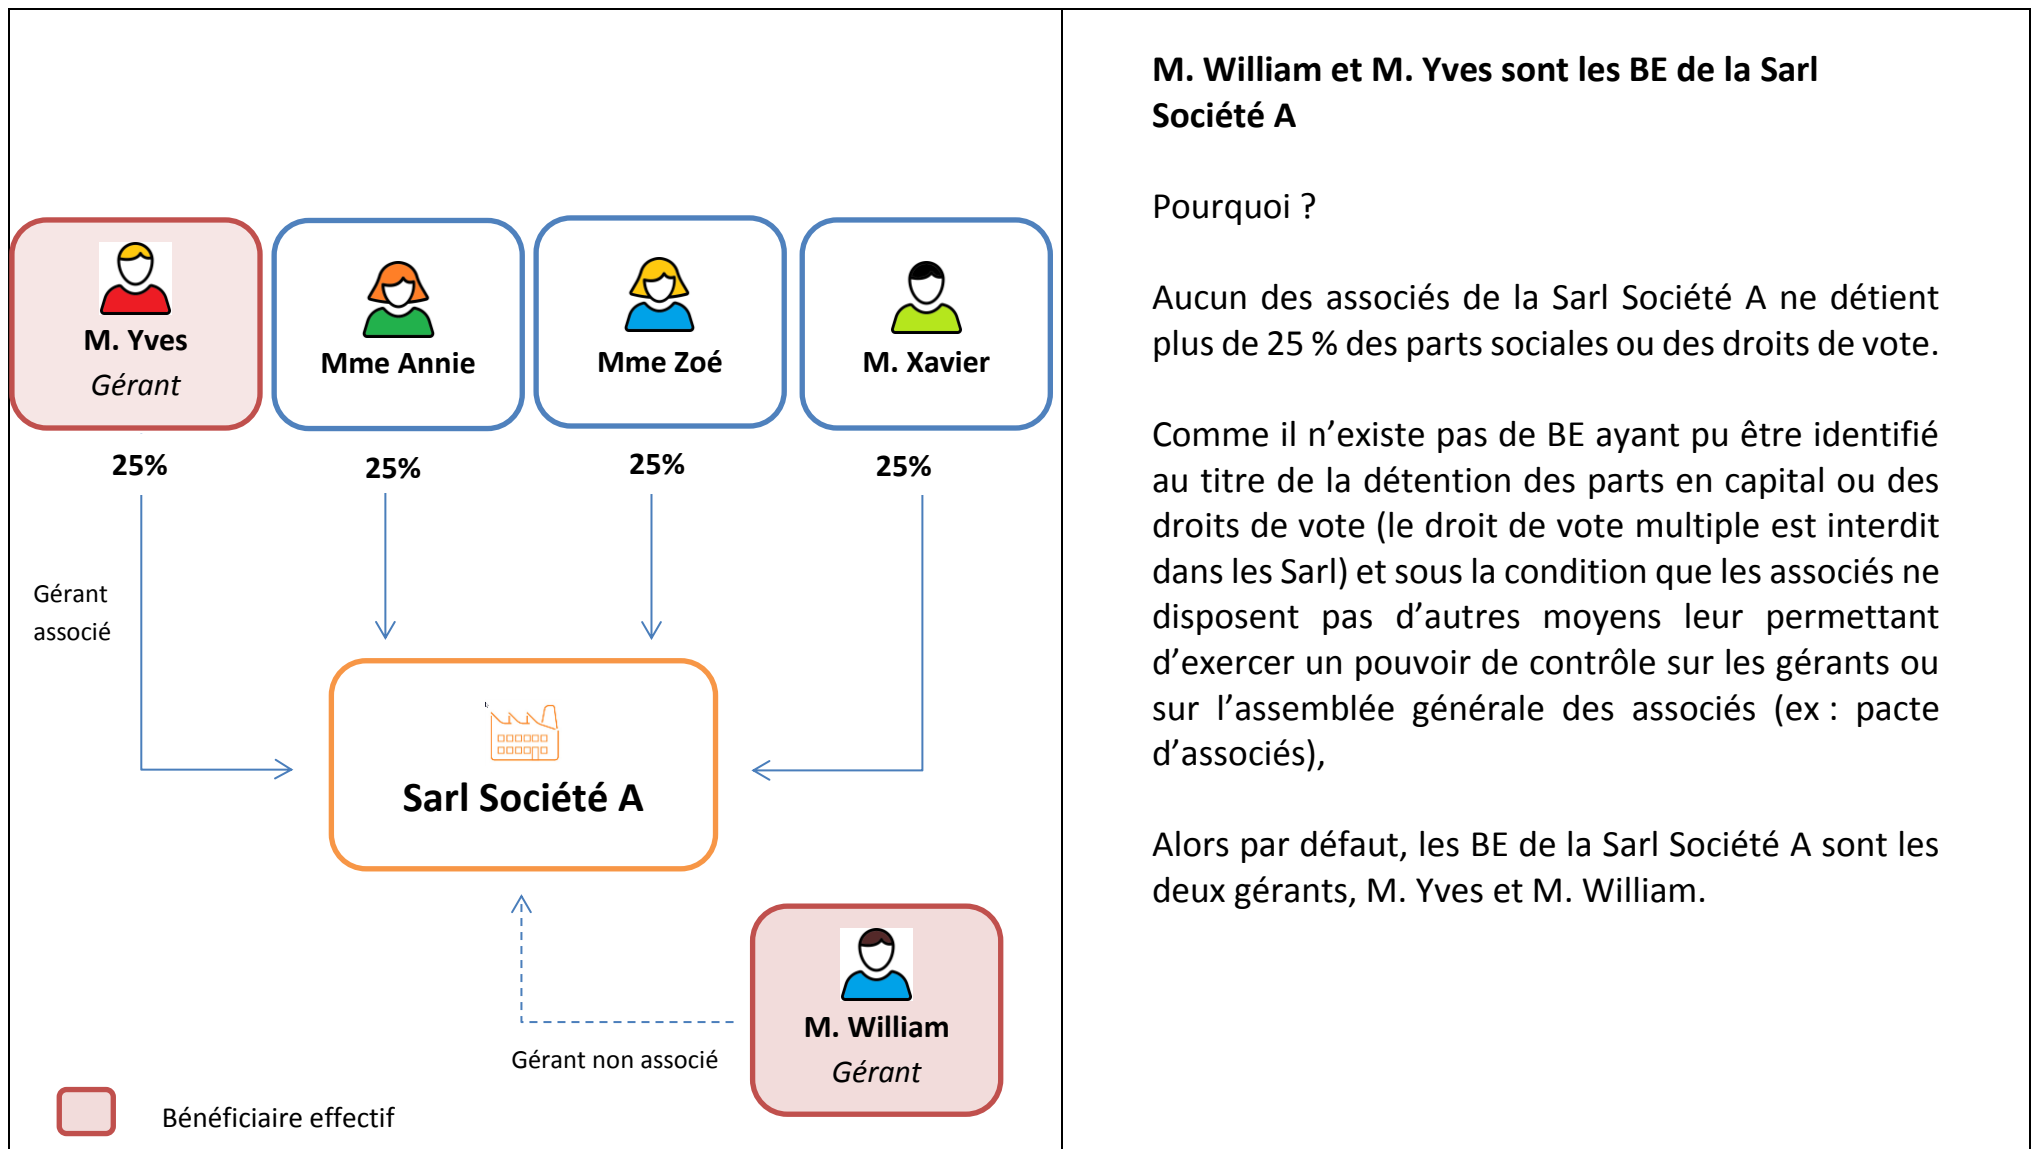 M. Yves
Gérant
Mme Annie
Mme Zoé
M. Xavier
25%
25%
25%
25%
Gérant
associé
Sarl Société A
M. William
Gérant
Gérant non associé
Bénéficiaire effectif
M. William et M. Yves sont les BE de la Sarl
Société A
Pourquoi ?
Aucun des associés de la Sarl Société A ne détient
plus de 25 % des parts sociales ou des droits de vote.
Comme il n’existe pas de BE ayant pu être identifié
au titre de la détention des parts en capital ou des
droits de vote (le droit de vote multiple est interdit
dans les Sarl) et sous la condition que les associés ne
disposent pas d’autres moyens leur permettant
d’exercer un pouvoir de contrôle sur les gérants ou
sur l’assemblée générale des associés (ex : pacte
d’associés),
Alors par défaut, les BE de la Sarl Société A sont les
deux gérants, M. Yves et M. William.